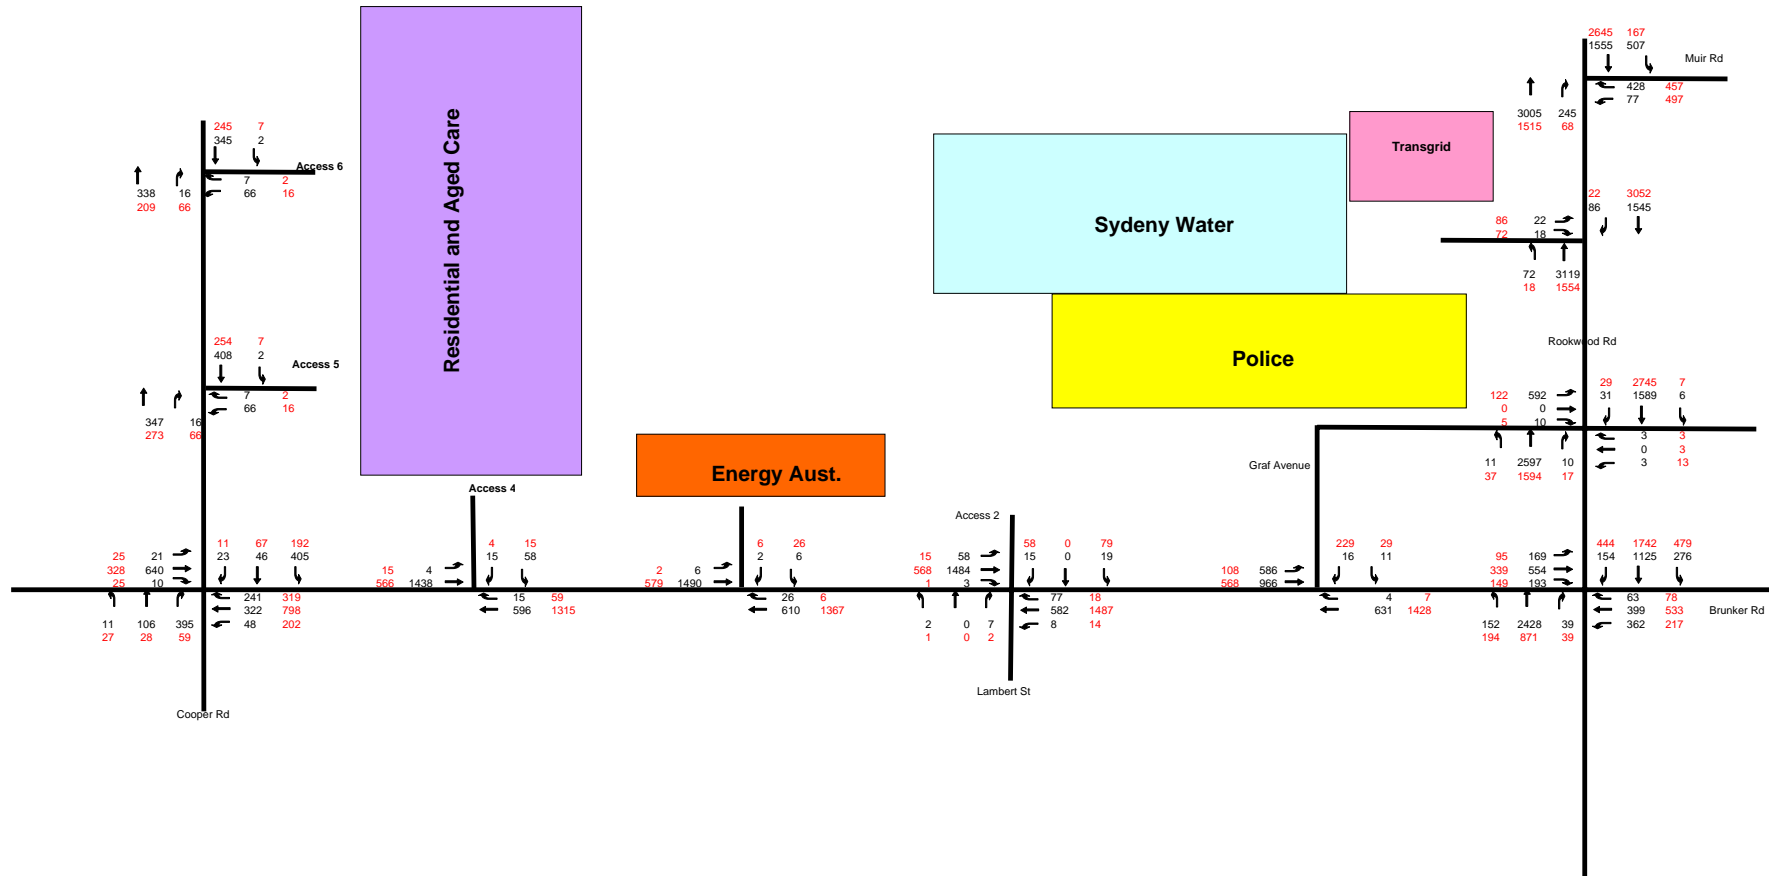 2645 167
1555 507
Muir Rd
428 457
77 497
3005 245
1515 68
Transgrid
Residential and Aged Care
245 7
345 2
Access 6
7 2
66 16
338 16
209 66
Sydeny Water
22 3052
86 1545
86 22
72 18
72 3119
18 1554
Rookwood Rd
Police
254 7
408 2
Access 5
7 2
66 16
347 16
273 66
29 2745 7
31 1589 6
122 592
0 0
5 10
3 3
0 3
3 13
11 2597 10
37 1594 17
Graf Avenue
Energy Aust.
Access 4
Access 2
11 67 192
23 46 405
25 21
328 640
25 10
241 319
322 798
48 202
11 106 395
27 28 59
Cooper Rd
4 15
15 58
15 4
566 1438
15 59
596 1315
6 26
2 6
2 6
579 1490
26 6
610 1367
58 0 79
15 0 19
15 58
568 1484
1 3
77 18
582 1487
8 14
2 0 7
1 0 2
Lambert St
229 29
16 11
108 586
568 966
4 7
631 1428
444 1742 479
154 1125 276
95 169
339 554
149 193
63 78
399 533
362 217
Brunker Rd
152 2428 39
194 871 39